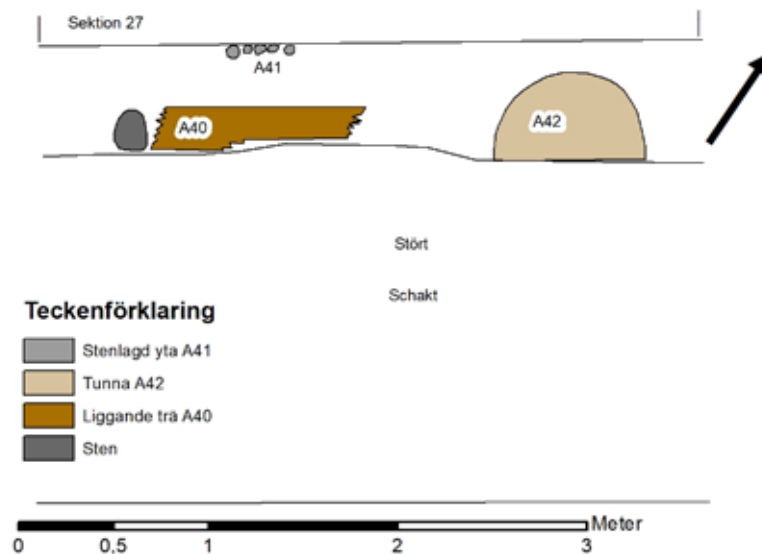 Sektion 27
A41
A40
A42
Stört
Schakt
Teckenförklaring
Stenlagd yta A41
Tunna A42
Liggande trä A40
Sten
Meter
0 0,5 1 2 3